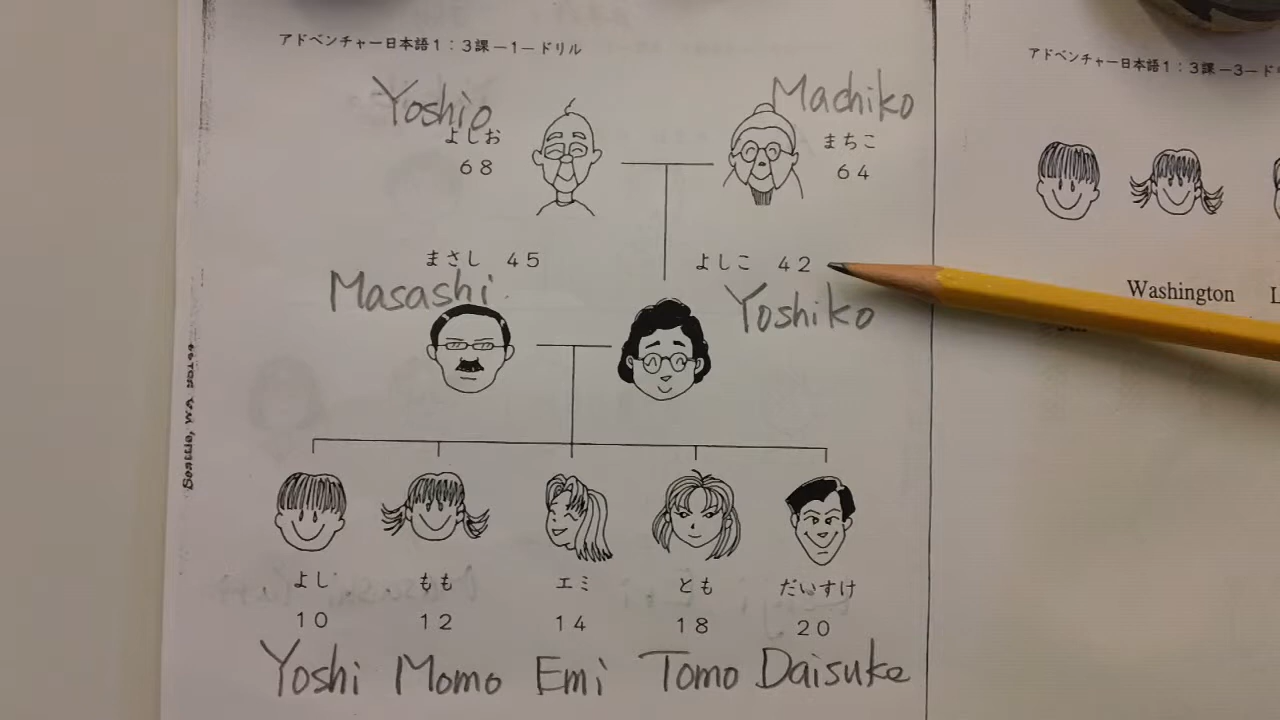 アドベンチャー日本語１：３課－１－ドリル
アドベンチャー日本語１：３課－３－ド
Yoshio
よしお
６８
Machiko
まちこ
６４
まさし ４５
Masashi
よしこ ４２
Yoshiko
Washington
L
よし もも エミ とも だいすけ
１０ １２ １４ １８ ２０
Yoshi Momo Emi Tomo Daisuke
Seattle, WA